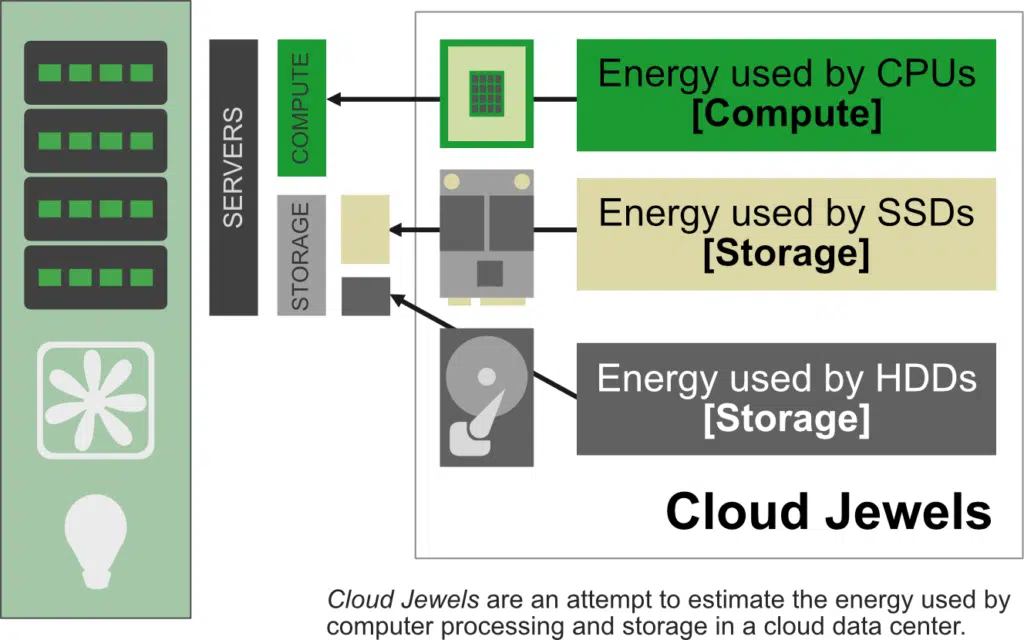 SERVERS
COMPUTE
STORAGE
Energy used by CPUs
[Compute]
Energy used by SSDs
[Storage]
Energy used by HDDs
[Storage]
Cloud Jewels
Cloud Jewels are an attempt to estimate the energy used by
computer processing and storage in a cloud data center.